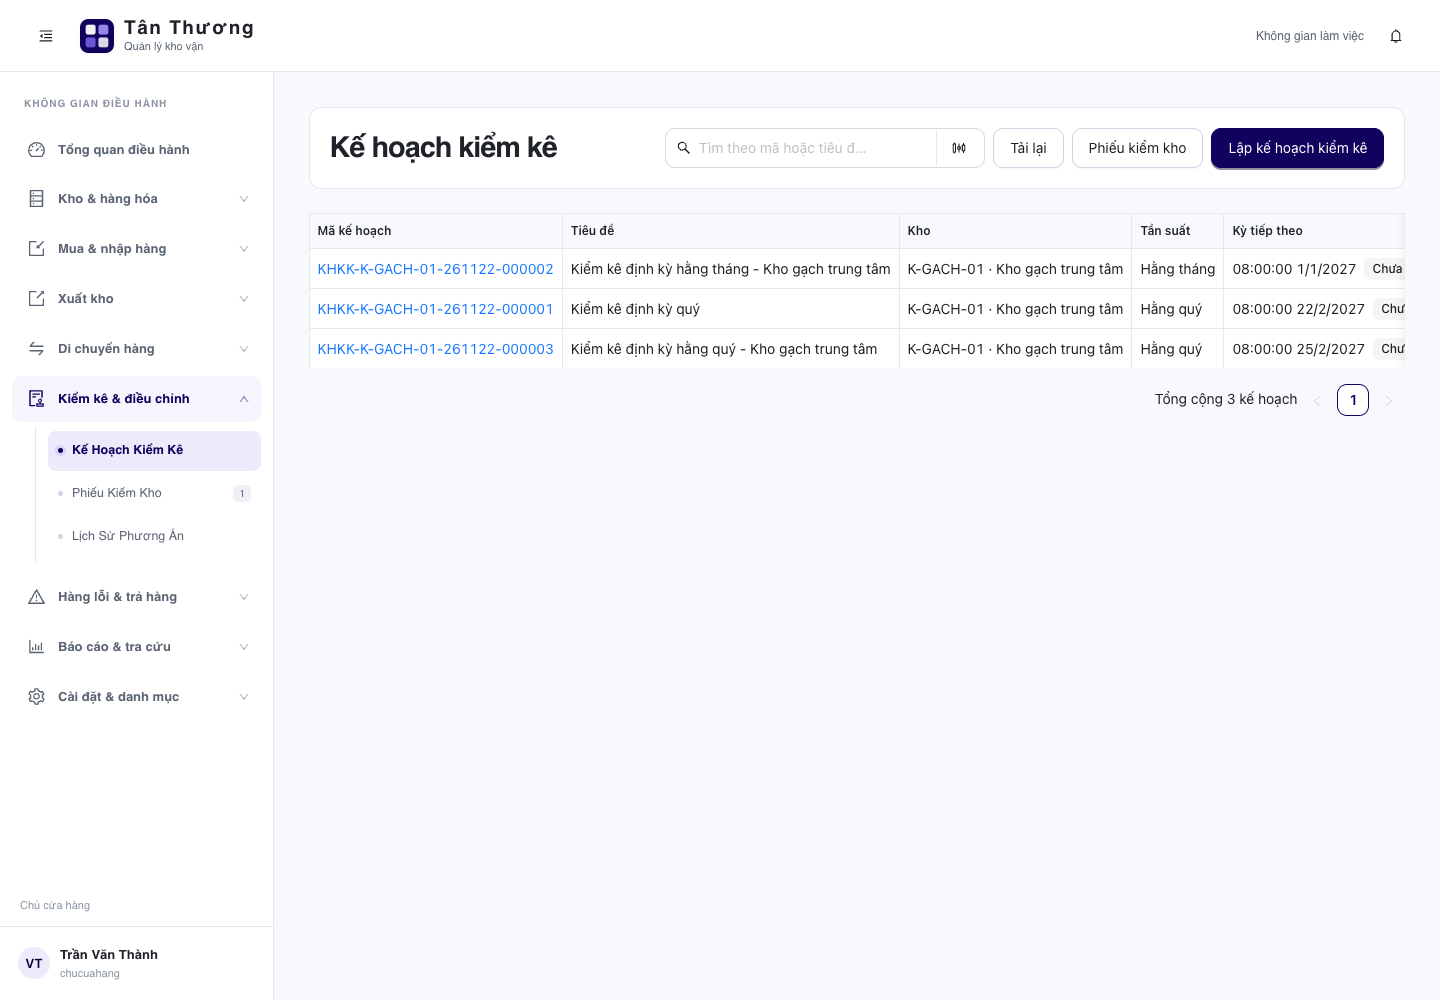 Tân Thương
Quản lý kho vận
Không gian làm việc
KHÔNG GIAN ĐIỀU HÀNH
Tổng quan điều hành
Kho & hàng hóa
Mua & nhập hàng
Xuất kho
Di chuyển hàng
Kiểm kê & điều chỉnh
Kế Hoạch Kiểm Kê
Phiếu Kiểm Kho 1
Lịch Sử Phương Án
Hàng lỗi & trả hàng
Báo cáo & tra cứu
Cài đặt & danh mục
Chủ cửa hàng
VT Trần Văn Thành
chucuahang
Kế hoạch kiểm kê
Tìm theo mã hoặc tiêu đ...
Tải lại
Phiếu kiểm kho
Lập kế hoạch kiểm kê
Mã kế hoạch Tiêu đề Kho Tần suất Kỳ tiếp theo
KHKK-K-GACH-01-261122-000002 Kiểm kê định kỳ hằng tháng - Kho gạch trung tâm K-GACH-01 · Kho gạch trung tâm Hằng tháng 08:00:00 1/1/2027 Chưa
KHKK-K-GACH-01-261122-000001 Kiểm kê định kỳ quý K-GACH-01 · Kho gạch trung tâm Hằng quý 08:00:00 22/2/2027 Chư
KHKK-K-GACH-01-261122-000003 Kiểm kê định kỳ hằng quý - Kho gạch trung tâm K-GACH-01 · Kho gạch trung tâm Hằng quý 08:00:00 25/2/2027 Chư
Tổng cộng 3 kế hoạch 1